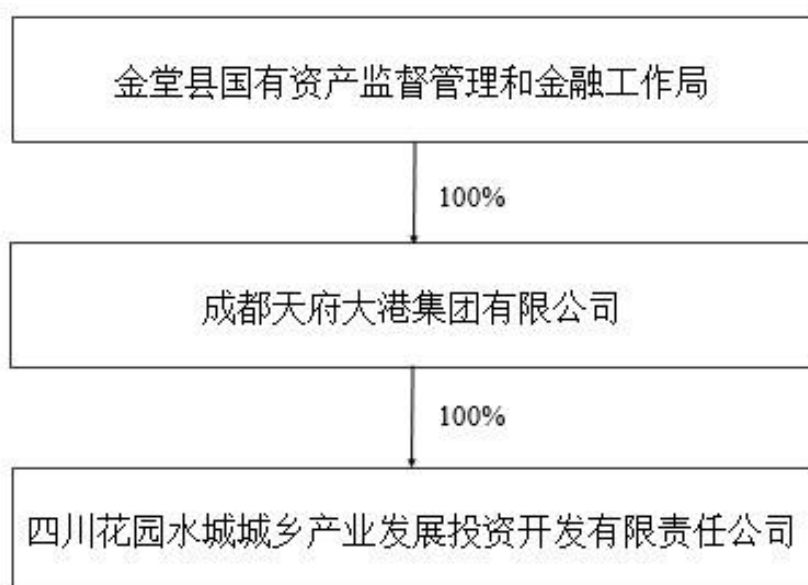 金堂县国有资产监督管理和金融工作局
100%
成都天府大港集团有限公司
100%
四川花园水城城乡产业发展投资开发有限责任公司